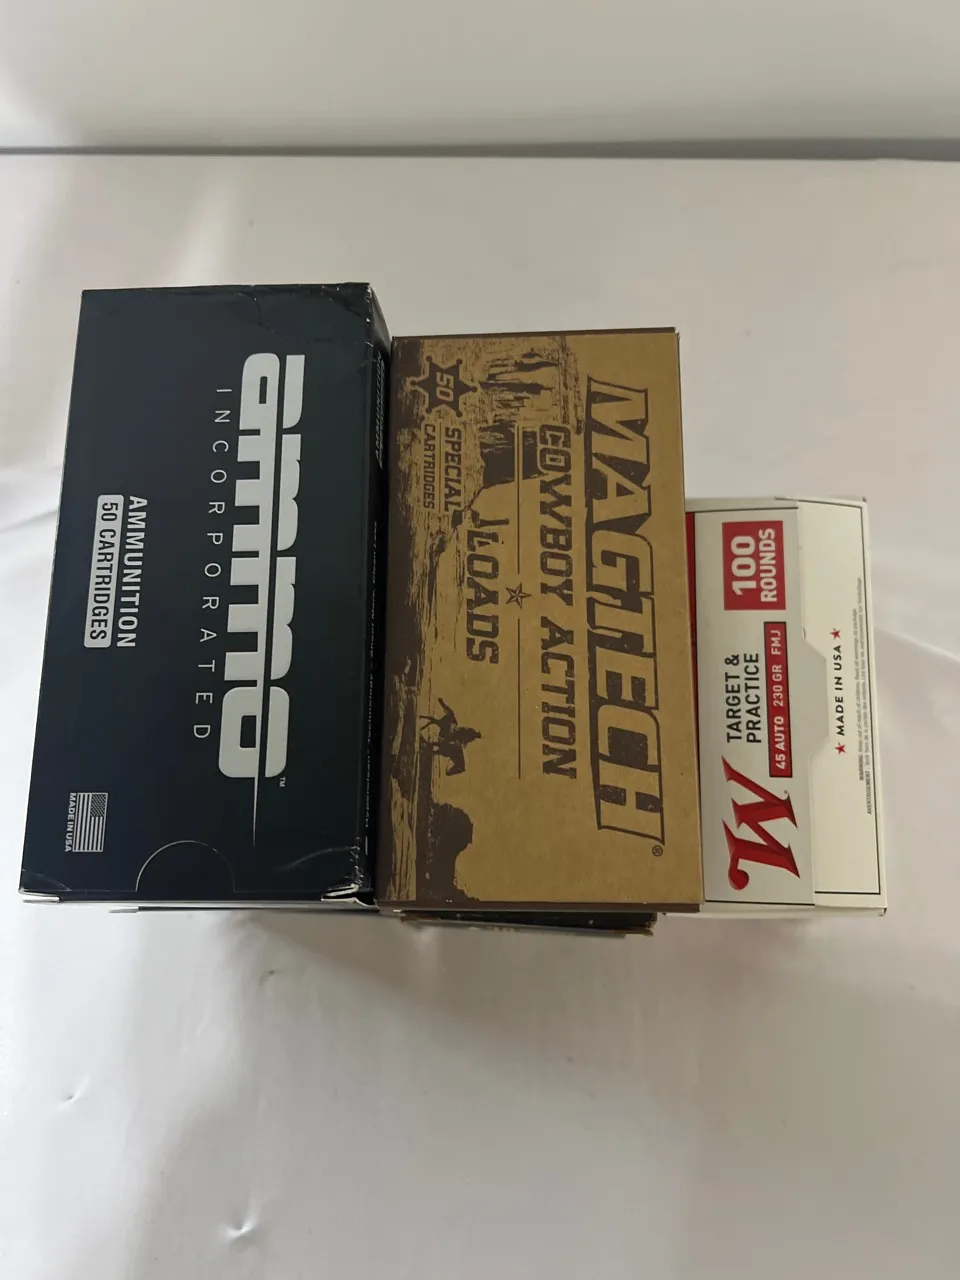 ammo
INCORPORATED
™
AMMUNITION
50 CARTRIDGES
MADE IN USA
MAGTECH®
COWBOY ACTION
LOADS
50
SPECIAL
CARTRIDGES
100
ROUNDS
TARGET &
PRACTICE
45 AUTO 230 GR FMJ
W
MADE IN USA